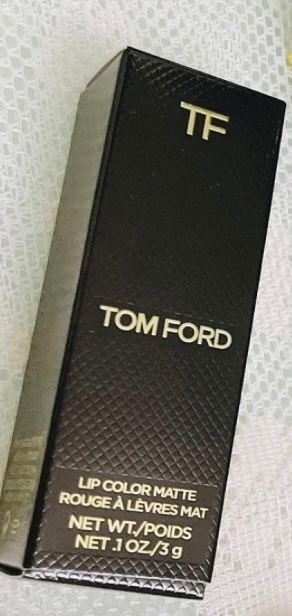 TF
TOM FORD
LIP COLOR MATTE
ROUGE À LÈVRES MAT
NET WT./POIDS
NET .1 OZ./3 g